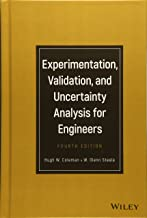 Experimentation,
Validation, and
Uncertainty
Analysis for
Engineers
FOURTH EDITION
Hugh W. Coleman • W. Glenn Steele
WILEY